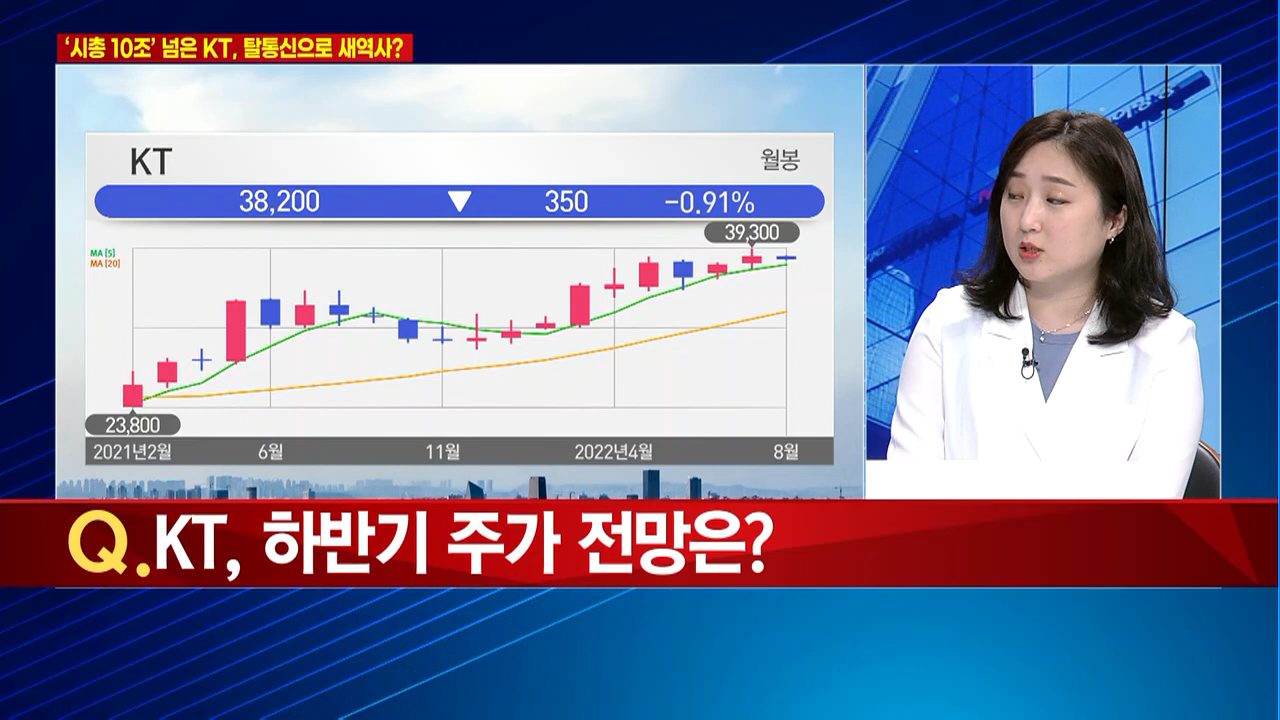 ‘시총 10조’ 넘은 KT, 탈통신으로 새역사?
KT
월봉
38,200 ▼ 350 -0.91%
39,300
MA [5]
MA [20]
23,800
2021년2월 6월 11월 2022년4월 8월
Q.KT, 하반기 주가 전망은?